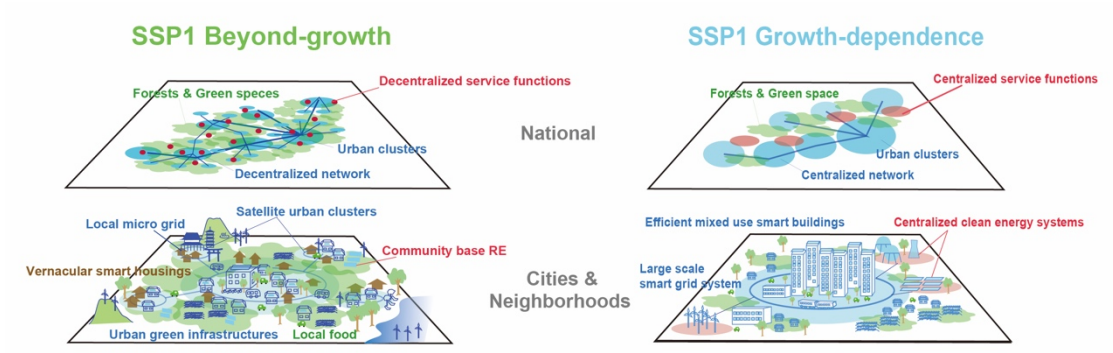 SSP1 Beyond-growth
SSP1 Growth-dependence
Decentralized service functions
Forests & Green speces
Urban clusters
Decentralized network
National
Centralized service functions
Forests & Green space
Urban clusters
Centralized network
Satellite urban clusters
Local micro grid
Community base RE
Vernacular smart housings
Urban green infrastructures
Local food
Cities &
Neighborhoods
Efficient mixed use smart buildings
Centralized clean energy systems
Large scale
smart grid system